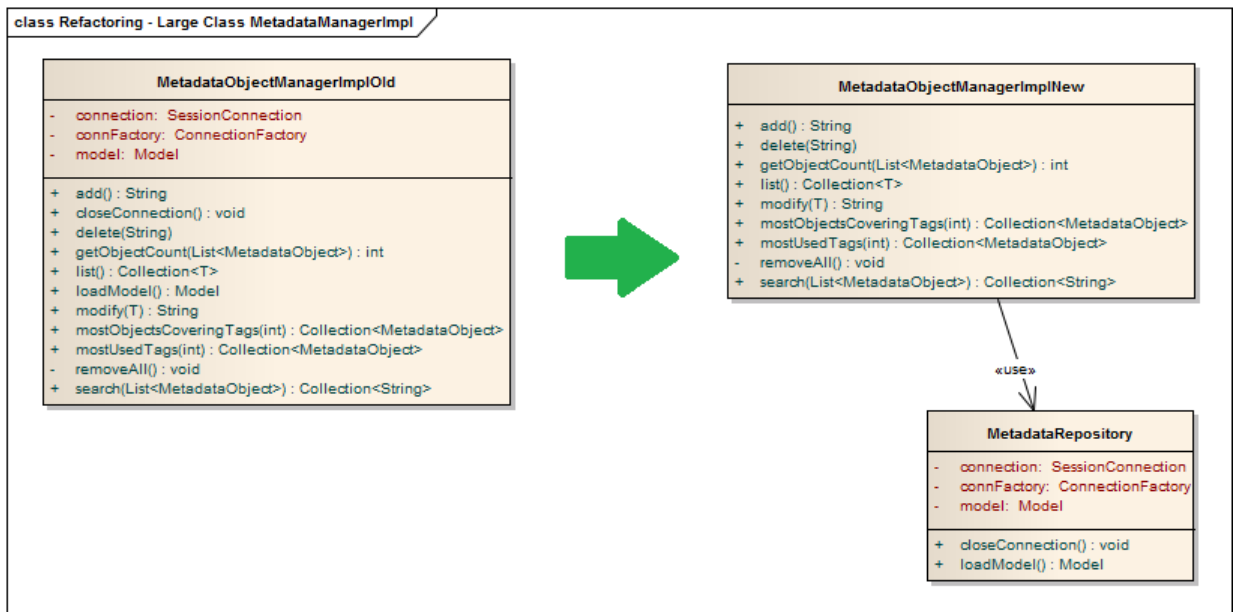 class Refactoring - Large Class MetadataManagerImpl
MetadataObjectManagerImplOld
- connection: SessionConnection
- connFactory: ConnectionFactory
- model: Model
+ add() : String
+ closeConnection() : void
+ delete(String)
+ getObjectCount(List<MetadataObject>) : int
+ list() : Collection<T>
+ loadModel() : Model
+ modify(T) : String
+ mostObjectsCoveringTags(int) : Collection<MetadataObject>
+ mostUsedTags(int) : Collection<MetadataObject>
- removeAll() : void
+ search(List<MetadataObject>) : Collection<String>
MetadataObjectManagerImplNew
+ add() : String
+ delete(String)
+ getObjectCount(List<MetadataObject>) : int
+ list() : Collection<T>
+ modify(T) : String
+ mostObjectsCoveringTags(int) : Collection<MetadataObject>
+ mostUsedTags(int) : Collection<MetadataObject>
- removeAll() : void
+ search(List<MetadataObject>) : Collection<String>
«use»
MetadataRepository
- connection: SessionConnection
- connFactory: ConnectionFactory
- model: Model
+ closeConnection() : void
+ loadModel() : Model